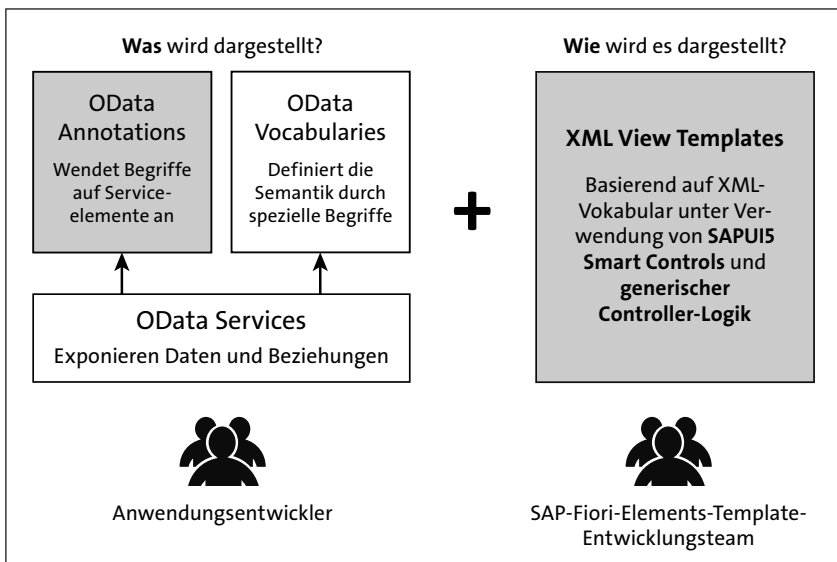 Was wird dargestellt?
OData
Annotations
Wendet Begriffe
auf Service-
elemente an
OData
Vocabularies
Definiert die
Semantik durch
spezielle Begriffe
OData Services
Exponieren Daten und Beziehungen
Anwendungsentwickler
+
Wie wird es dargestellt?
XML View Templates
Basierend auf XML-
Vokabular unter Ver-
wendung von SAPUI5
Smart Controls und
generischer
Controller-Logik
SAP-Fiori-Elements-Template-
Entwicklungsteam